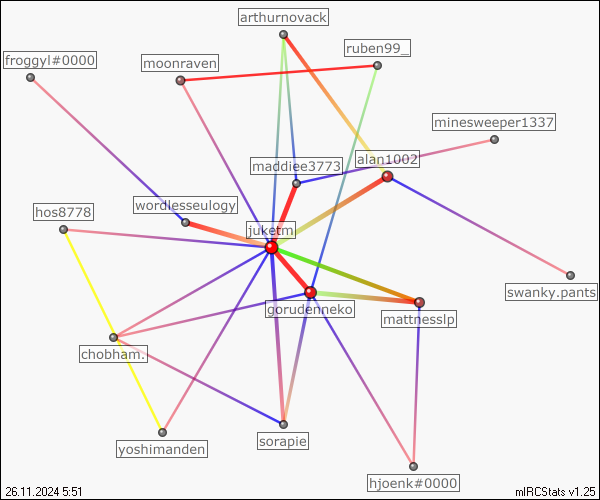 arthurnovack
ruben99_
froggyl#0000
moonraven
minesweeper1337
alan1002
maddiee3773
wordlesseulogy
hos8778
juketm
swanky.pants
gorudenneko
mattnesslp
chobham.
sorapie
yoshimanden
hjoenk#0000
26.11.2024 5:51
mIRCStats v1.25